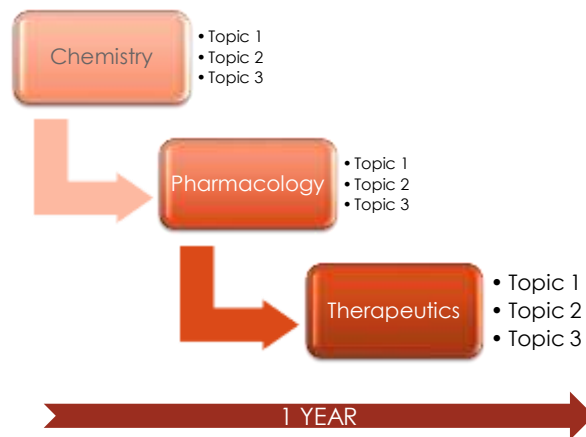 Chemistry
• Topic 1
• Topic 2
• Topic 3
Pharmacology
• Topic 1
• Topic 2
• Topic 3
Therapeutics
• Topic 1
• Topic 2
• Topic 3
1 YEAR